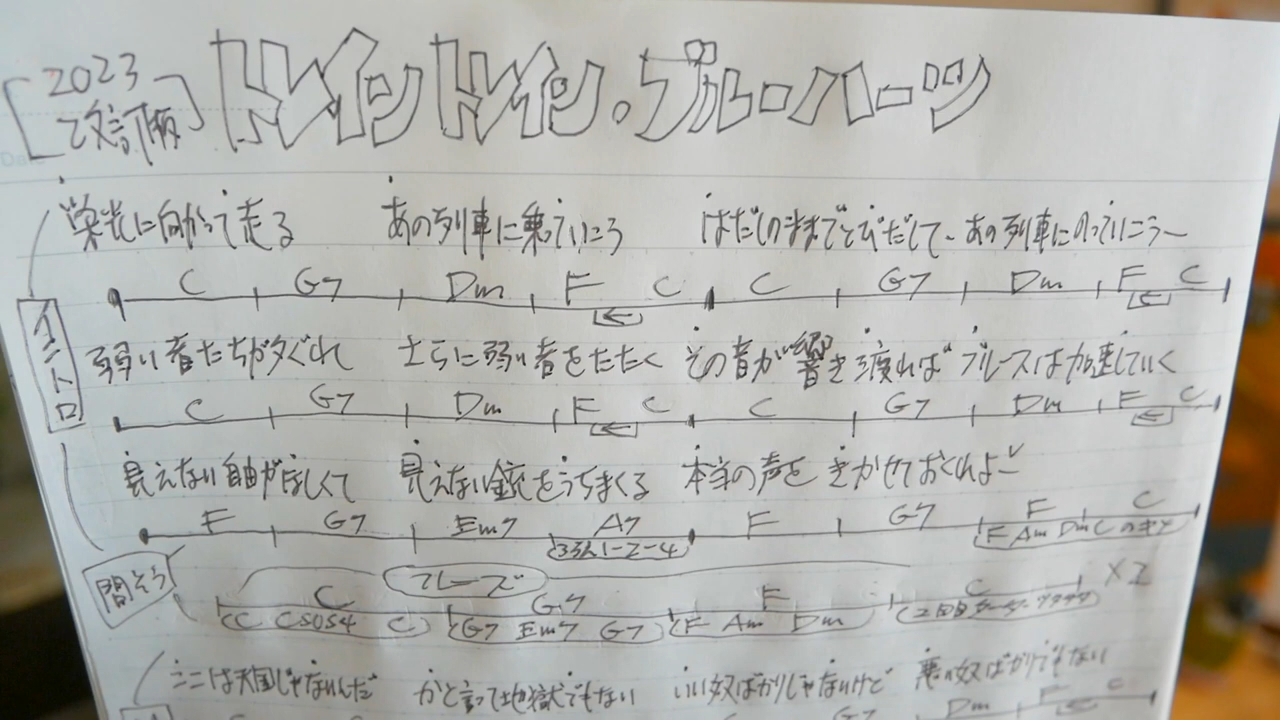 2023
改訂版
トレイントレイン・ブルーハーツ
栄光に向かって走る あの列車に乗っていこう はだしのままでとびだして~あの列車にのっていこう~
C G7 Dm F C C G7 Dm F C
イントロ
弱い者たちが夕ぐれ さらに弱い者をたたく その音が響き渡れば ブルースは加速していく
C G7 Dm F C C G7 Dm F C
見えない自由がほしくて 見えない銃をうちまくる 本当の声を きかせておくれよ~
F G7 Em7 A7 F G7 F C
1-2-4 F Am Dm C
間そう
フレーズ
C G7 F C ×2
C CSUS4 C G7 Em7 G7 F Am Dm 2回目
ここは天国じゃないんだ かと言って地獄でもない いい奴ばかりじゃないけど 悪い奴ばかりでもない
G7 Dm F C